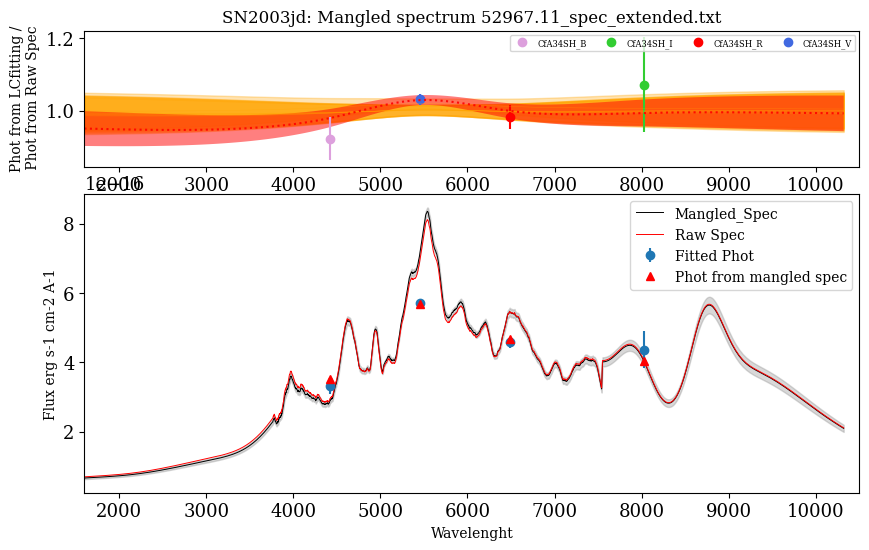 SN2003jd: Mangled spectrum 52967.11_spec_extended.txt
Phot from LCfitting /
Phot from Raw Spec
1.2
1.0
CfA34SH_B
CfA34SH_I
CfA34SH_R
CfA34SH_V
2000 3000 4000 5000 6000 7000 8000 9000 10000
1e−16
Flux erg s-1 cm-2 A-1
8
6
4
2
Mangled_Spec
Raw Spec
Fitted Phot
Phot from mangled spec
2000 3000 4000 5000 6000 7000 8000 9000 10000
Wavelenght